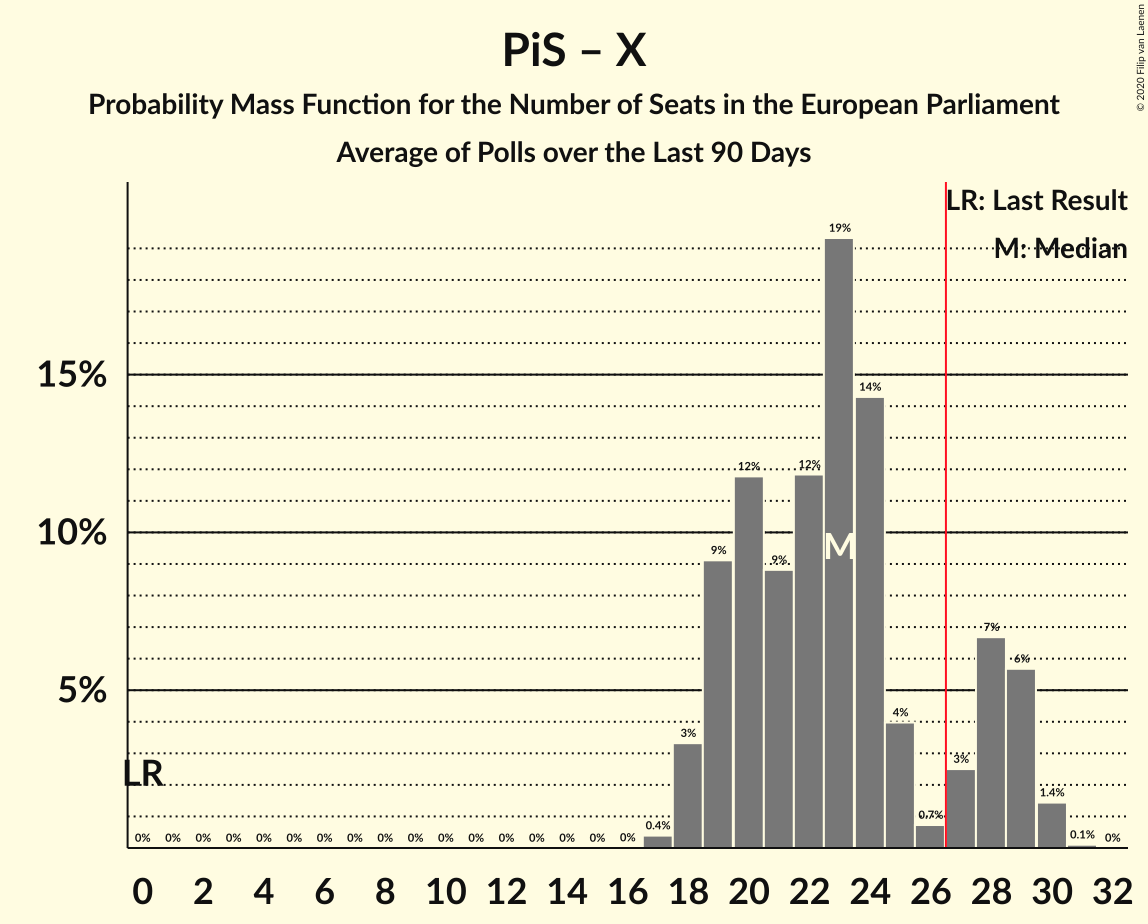 PiS – X
Probability Mass Function for the Number of Seats in the European Parliament
Average of Polls over the Last 90 Days
© 2020 Filip van Laenen
LR: Last Result
M: Median
19%
15%
14%
12% 12%
10%
M
9% 9%
7%
6%
5%
4%
3% 3%
LR
1.4%
0% 0% 0% 0% 0% 0% 0% 0% 0% 0% 0% 0% 0% 0% 0% 0% 0% 0.4% 0.7% 0.1% 0%
0 2 4 6 8 10 12 14 16 18 20 22 24 26 28 30 32